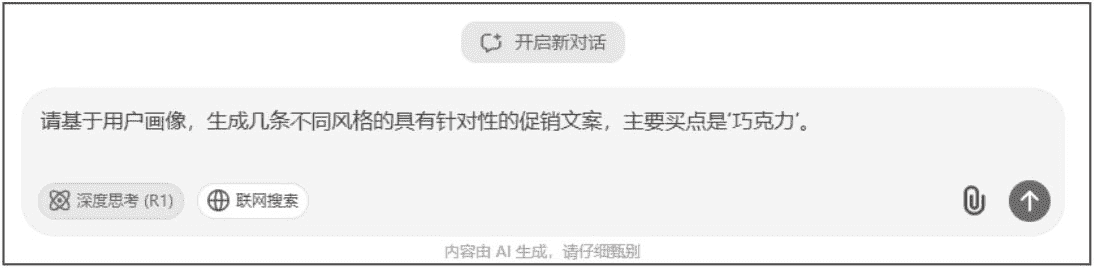 开启新对话
请基于用户画像，生成几条不同风格的具有针对性的促销文案，主要买点是‘巧克力’。
深度思考 (R1) 联网搜索
内容由 AI 生成，请仔细甄别